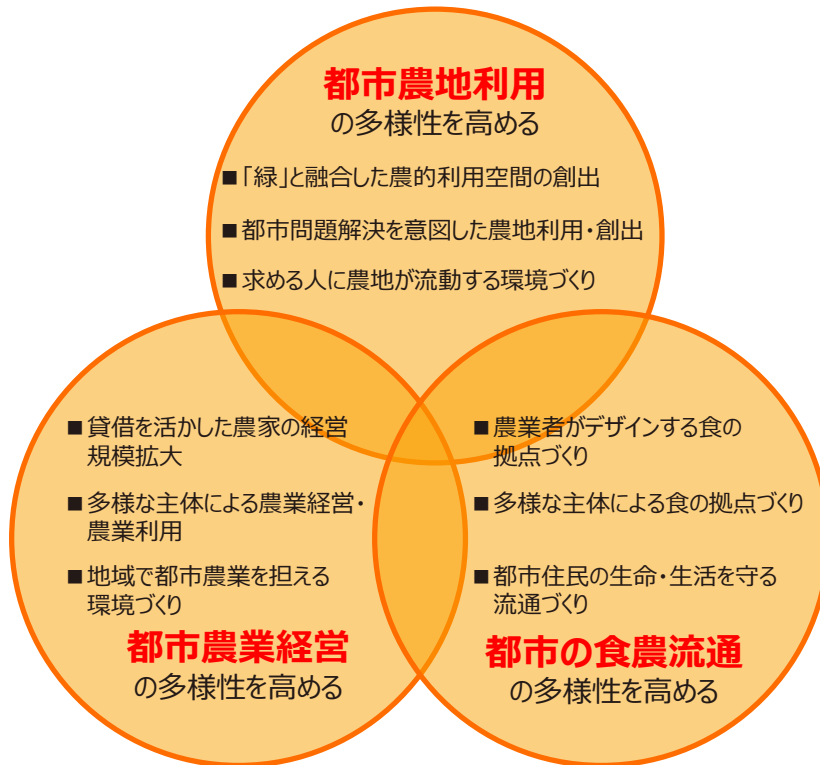 都市農地利用
の多様性を高める
■「緑」と融合した農的利用空間の創出
■都市問題解決を意図した農地利用・創出
■求める人に農地が流動する環境づくり
■貸借を活かした農家の経営
規模拡大
■多様な主体による農業経営・
農業利用
■地域で都市農業を担える
環境づくり
都市農業経営
の多様性を高める
■農業者がデザインする食の
拠点づくり
■多様な主体による食の拠点づくり
■都市住民の生命・生活を守る
流通づくり
都市の食農流通
の多様性を高める